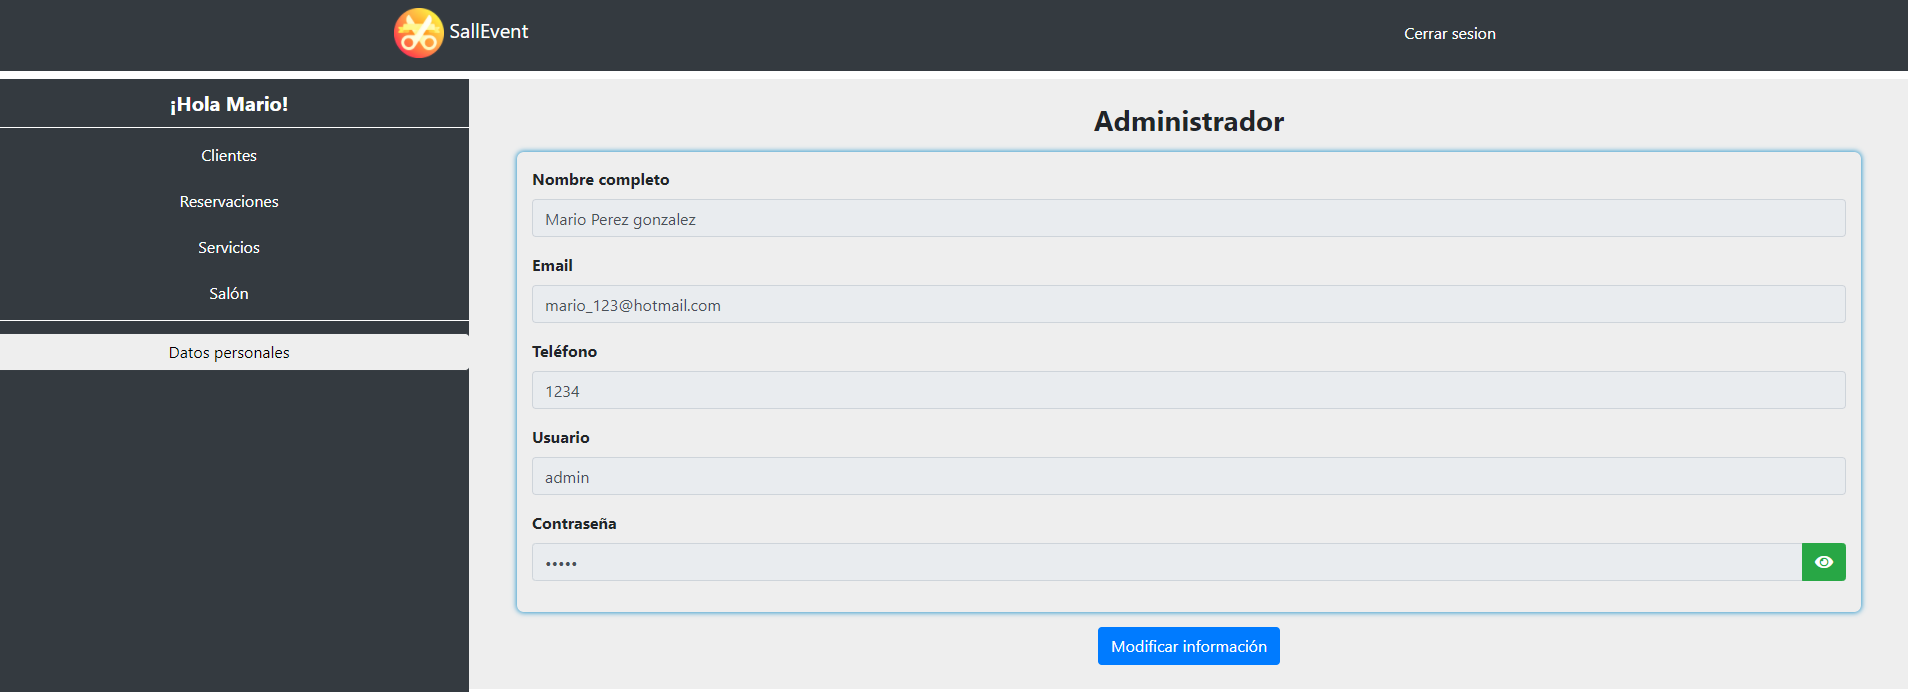 SallEvent
Cerrar sesion
¡Hola Mario!
Clientes
Reservaciones
Servicios
Salón
Datos personales
Administrador
Nombre completo
Mario Perez gonzalez
Email
mario_123@hotmail.com
Teléfono
1234
Usuario
admin
Contraseña
•••••
Modificar información